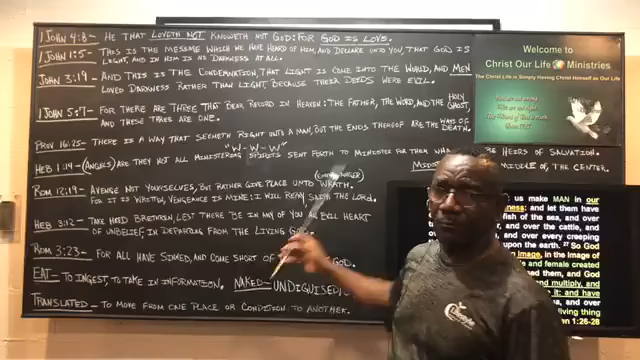 1 JOHN 4:8- HE THAT LOVETH NOT KNOWETH NOT GOD: FOR GOD IS LOVE.
1 JOHN 1:5- THIS IS THE MESSAGE WHICH WE HAVE HEARD OF HIM, AND DECLARE UNTO YOU, THAT GOD IS
LIGHT, AND IN HIM IS NO DARKNESS AT ALL.
JOHN 3:19- AND THIS IS THE CONDEMNATION, THAT LIGHT IS COME INTO THE WORLD, AND MEN
LOVED DARKNESS RATHER THAN LIGHT, BECAUSE THEIR DEEDS WERE EVIL.
1 JOHN 5:7- FOR THERE ARE THREE THAT BEAR RECORD IN HEAVEN: THE FATHER, THE WORD, AND THE HOLY GHOST,
AND THESE ARE ONE.
PROV 16:25- THERE IS A WAY THAT SEEMETH RIGHT UNTO A MAN, BUT THE ENDS THEREOF ARE THE WAYS OF DEATH.
"W-W-W"
HEB 1:14- (ANGELS) ARE THEY NOT ALL MINISTERING SPIRITS SENT FORTH TO MINISTER FOR THEM BE HEIRS OF SALVATION.
MIDDLE OF THE CENTER.
ROM 12:19- AVENGE NOT YOURSELVES, BUT RATHER GIVE PLACE UNTO WRATH.
FOR IT IS WRITTEN, VENGEANCE IS MINE; I WILL REPAY SAITH THE LORD.
HEB 3:12- TAKE HEED BRETHREN, LEST THERE BE IN ANY OF YOU AN EVIL HEART
OF UNBELIEF IN DEPARTING FROM THE LIVING
ROM 3:23- FOR ALL HAVE SINNED, AND COME SHORT OF GOD.
EAT- TO INGEST, TO TAKE IN INFORMATION. NAKED- UNDIGUISED
TRANSLATED- TO MOVE FROM ONE PLACE OR CONDITION TO ANOTHER.
Welcome to
Christ Our Life Ministries
The Christ Life is Simply Having Christ Himself as Our Life
us make MAN in our
and let them have
fish of the sea, and over
over the cattle, and
over every creeping
upon the earth. 27 So God
image, in the Image of
and female created
ed them, and God
and multiply, and
it: and have
ea, and over
living thing
1:26-28